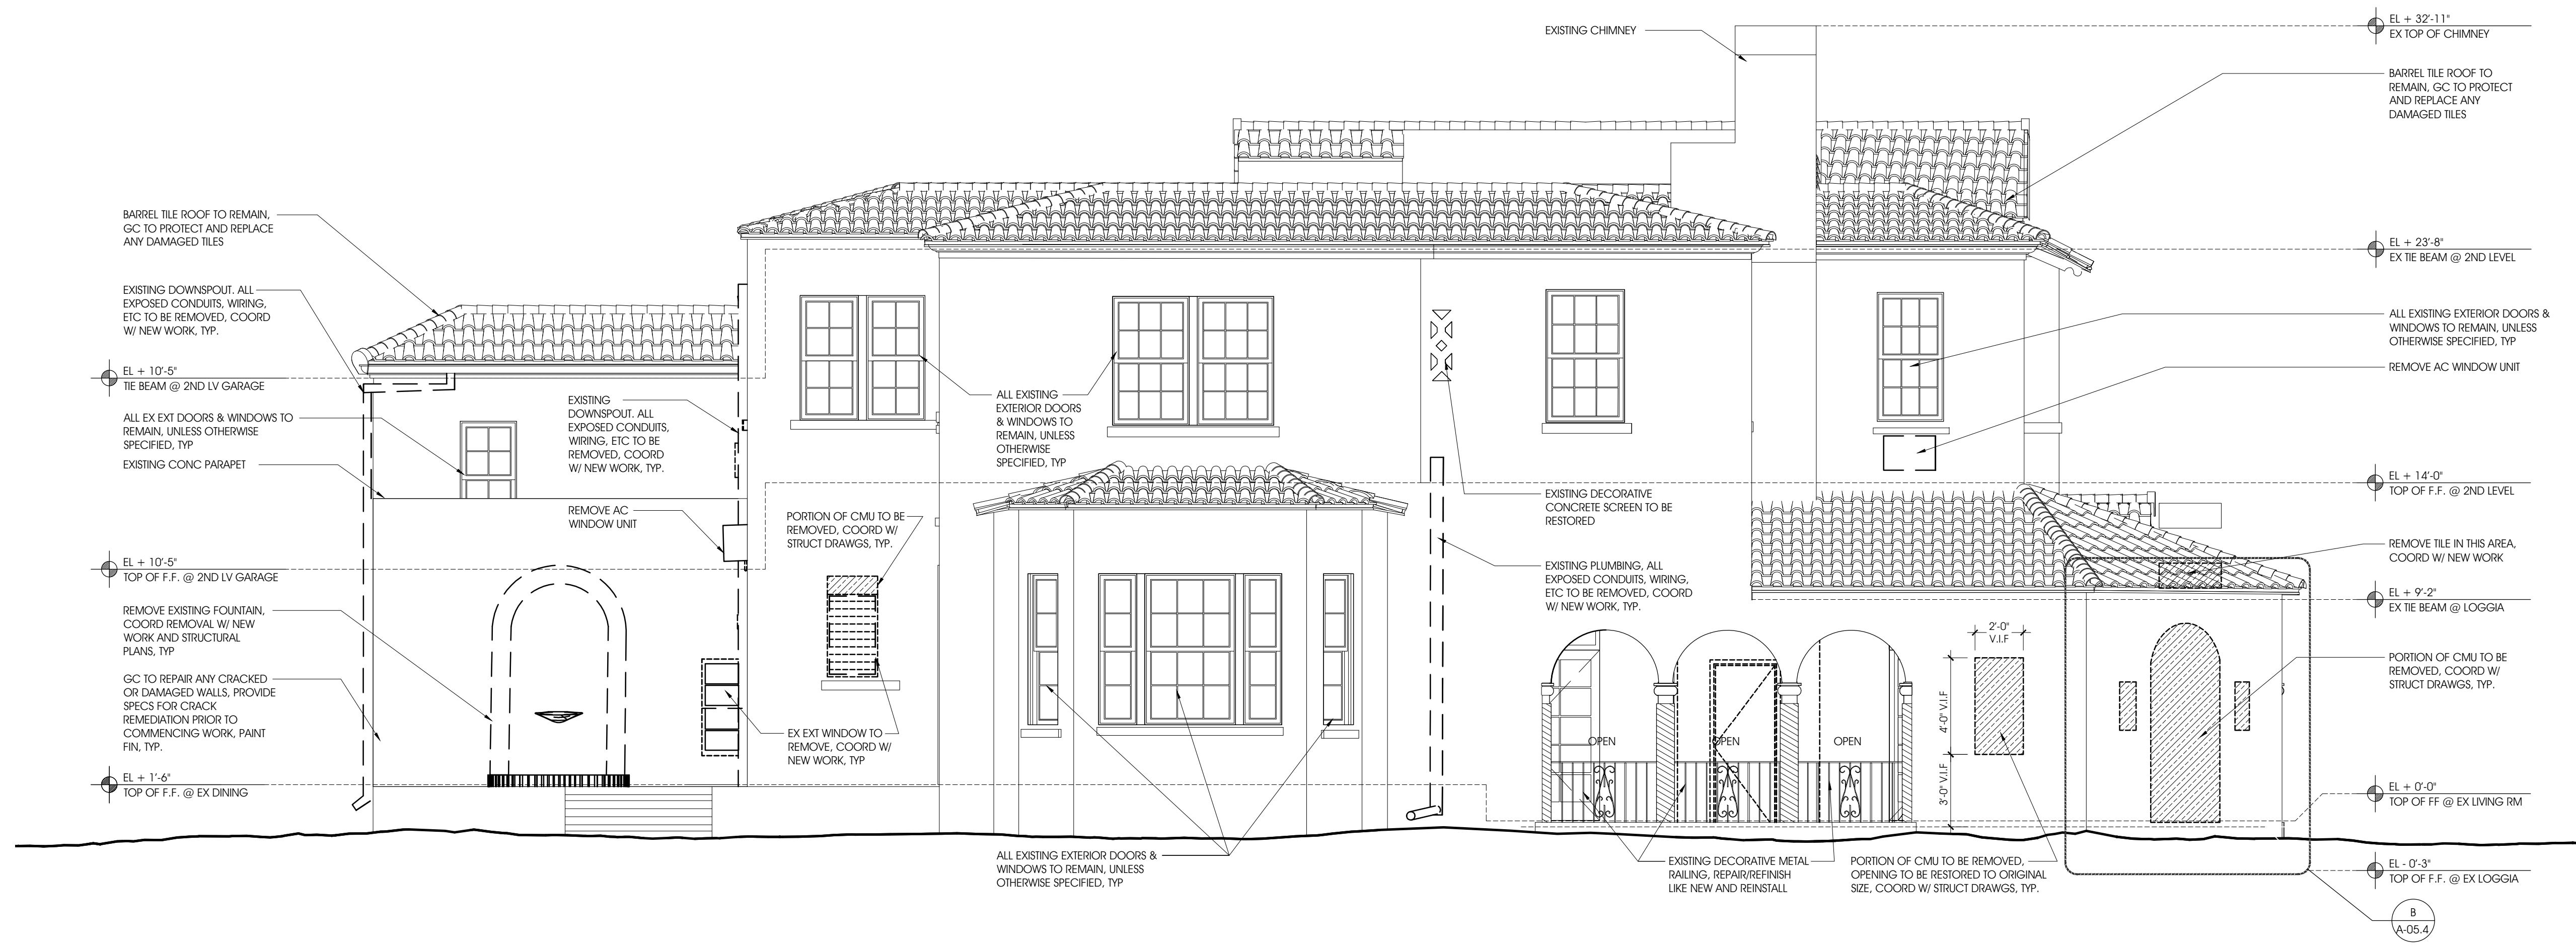 EXISTING CHIMNEY
EL + 32'-11"
EX TOP OF CHIMNEY
BARREL TILE ROOF TO
REMAIN, GC TO PROTECT
AND REPLACE ANY
DAMAGED TILES
BARREL TILE ROOF TO REMAIN,
GC TO PROTECT AND REPLACE
ANY DAMAGED TILES
EL + 23'-8"
EX TIE BEAM @ 2ND LEVEL
EXISTING DOWNSPOUT. ALL
EXPOSED CONDUITS, WIRING,
ETC TO BE REMOVED, COORD
W/ NEW WORK, TYP.
ALL EXISTING EXTERIOR DOORS &
WINDOWS TO REMAIN, UNLESS
OTHERWISE SPECIFIED, TYP
REMOVE AC WINDOW UNIT
EL + 10'-5"
TIE BEAM @ 2ND LV GARAGE
ALL EX EXT DOORS & WINDOWS TO
REMAIN, UNLESS OTHERWISE
SPECIFIED, TYP
EXISTING CONC PARAPET
EXISTING
DOWNSPOUT. ALL
EXPOSED CONDUITS,
WIRING, ETC TO BE
REMOVED, COORD
W/ NEW WORK, TYP.
ALL EXISTING
EXTERIOR DOORS
& WINDOWS TO
REMAIN, UNLESS
OTHERWISE
SPECIFIED, TYP
EL + 14'-0"
TOP OF F.F. @ 2ND LEVEL
REMOVE AC
WINDOW UNIT
PORTION OF CMU TO BE
REMOVED, COORD W/
STRUCT DRAWGS, TYP.
EXISTING DECORATIVE
CONCRETE SCREEN TO BE
RESTORED
REMOVE TILE IN THIS AREA,
COORD W/ NEW WORK
EL + 10'-5"
TOP OF F.F. @ 2ND LV GARAGE
EXISTING PLUMBING, ALL
EXPOSED CONDUITS, WIRING,
ETC TO BE REMOVED, COORD
W/ NEW WORK, TYP.
EL + 9'-2"
EX TIE BEAM @ LOGGIA
REMOVE EXISTING FOUNTAIN,
COORD REMOVAL W/ NEW
WORK AND STRUCTURAL
PLANS, TYP
2'-0"
V.I.F
PORTION OF CMU TO BE
REMOVED, COORD W/
STRUCT DRAWGS, TYP.
GC TO REPAIR ANY CRACKED
OR DAMAGED WALLS, PROVIDE
SPECS FOR CRACK
REMEDIATION PRIOR TO
COMMENCING WORK, PAINT
FIN, TYP.
4'-0" V.I.F
EX EXT WINDOW TO
REMOVE, COORD W/
NEW WORK, TYP
OPEN
OPEN
OPEN
3'-0" V.I.F
EL + 1'-6"
TOP OF F.F. @ EX DINING
EL + 0'-0"
TOP OF FF @ EX LIVING RM
ALL EXISTING EXTERIOR DOORS &
WINDOWS TO REMAIN, UNLESS
OTHERWISE SPECIFIED, TYP
EXISTING DECORATIVE METAL
RAILING, REPAIR/REFINISH
LIKE NEW AND REINSTALL
PORTION OF CMU TO BE REMOVED,
OPENING TO BE RESTORED TO ORIGINAL
SIZE, COORD W/ STRUCT DRAWGS, TYP.
EL - 0'-3"
TOP OF F.F. @ EX LOGGIA
B
A-05.4